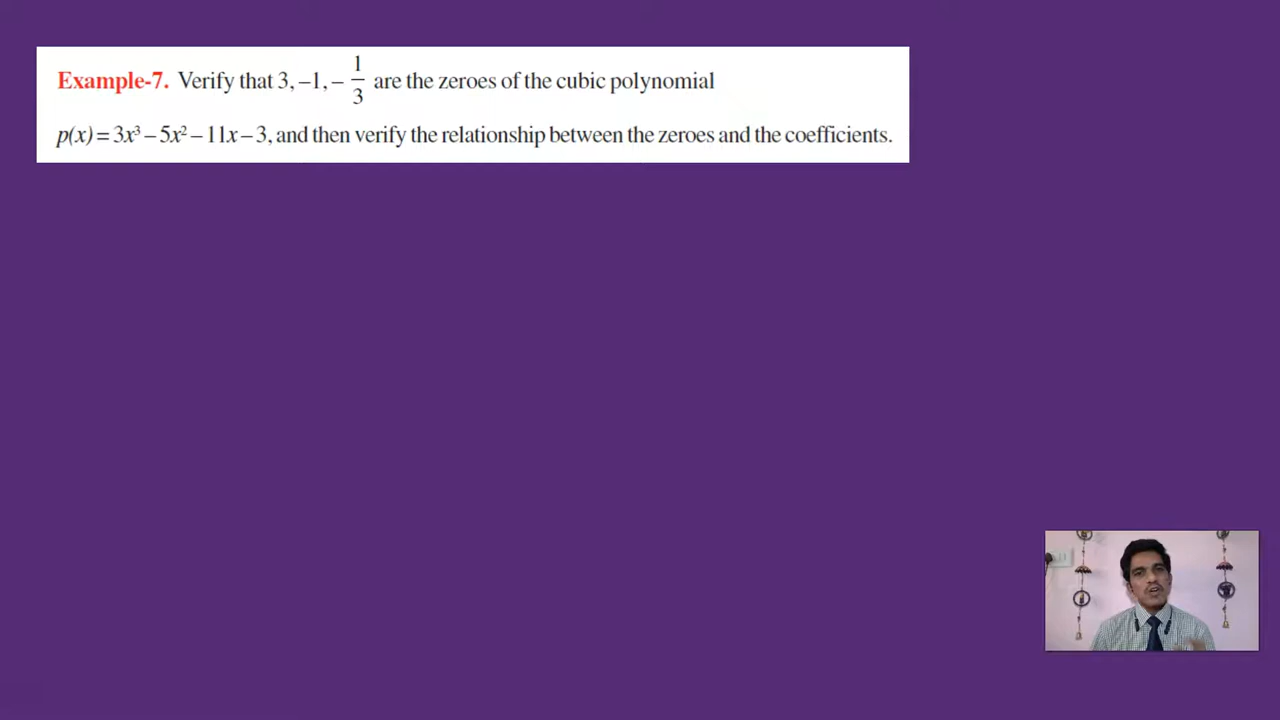 Example-7. Verify that 3, –1, – 1/3 are the zeroes of the cubic polynomial
p(x) = 3x³ – 5x² – 11x – 3, and then verify the relationship between the zeroes and the coefficients.